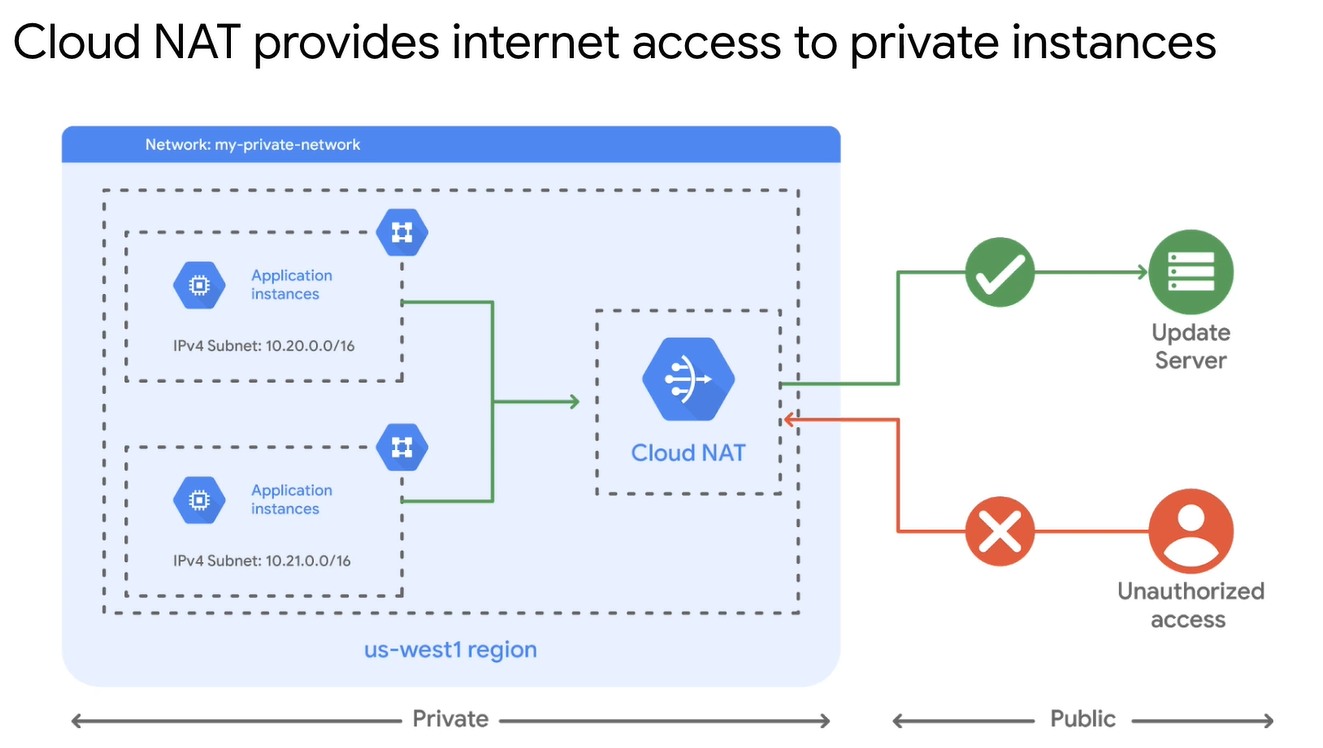 Cloud NAT provides internet access to private instances
Network: my-private-network
Application
instances
IPv4 Subnet: 10.20.0.0/16
Application
instances
IPv4 Subnet: 10.21.0.0/16
Cloud NAT
us-west1 region
Update
Server
Unauthorized
access
Private
Public